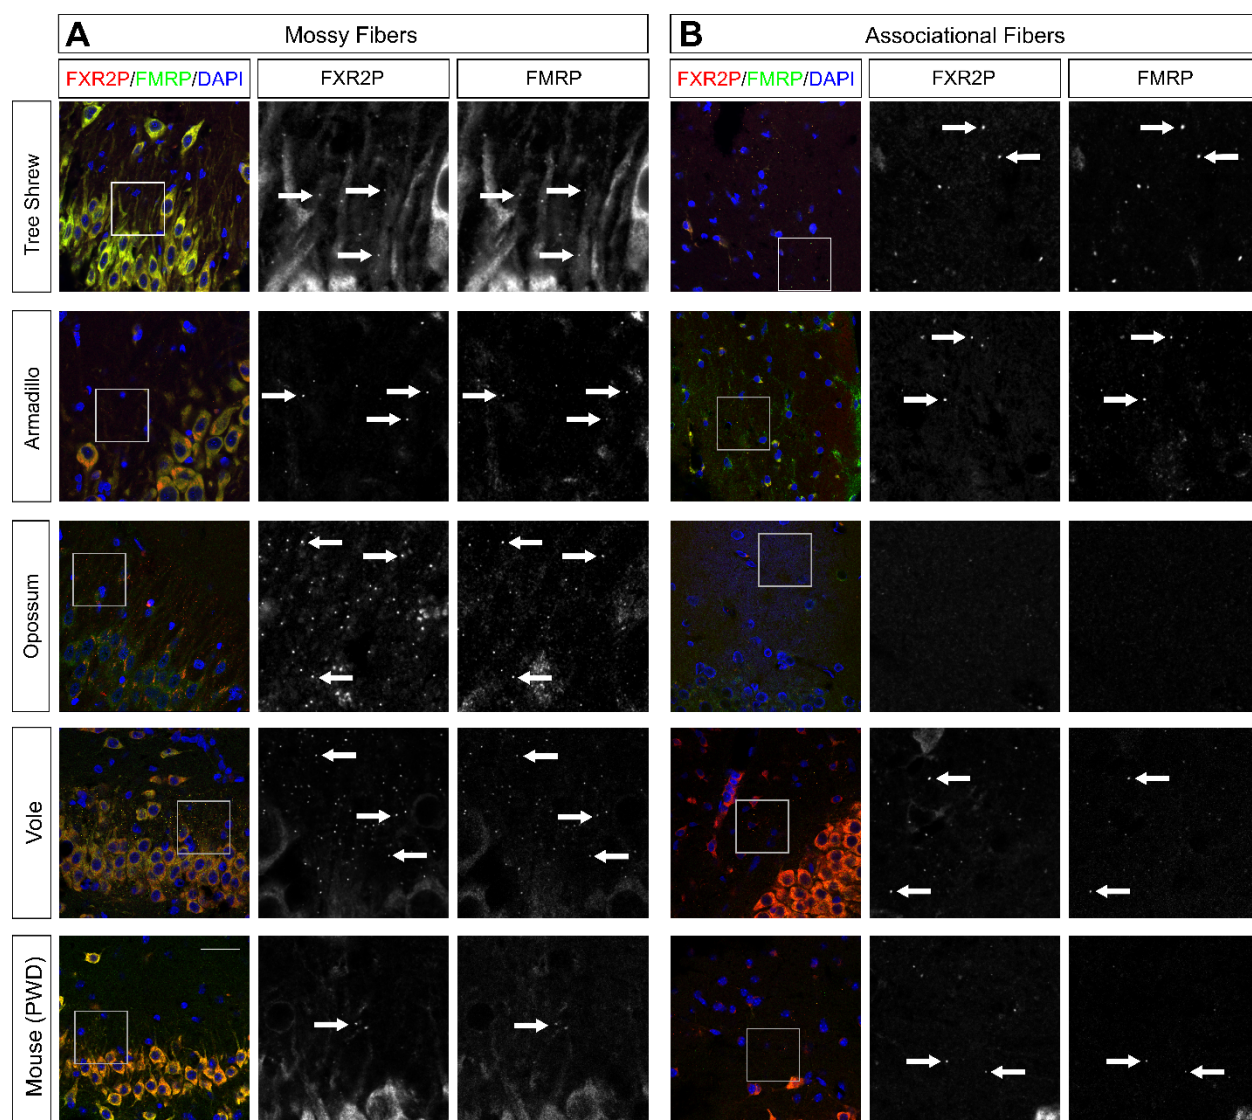 A
Mossy Fibers
B
Associational Fibers
FXR2P/FMRP/DAPI
FXR2P
FMRP
FXR2P/FMRP/DAPI
FXR2P
FMRP
Tree Shrew
Armadillo
Opossum
Vole
Mouse (PWD)